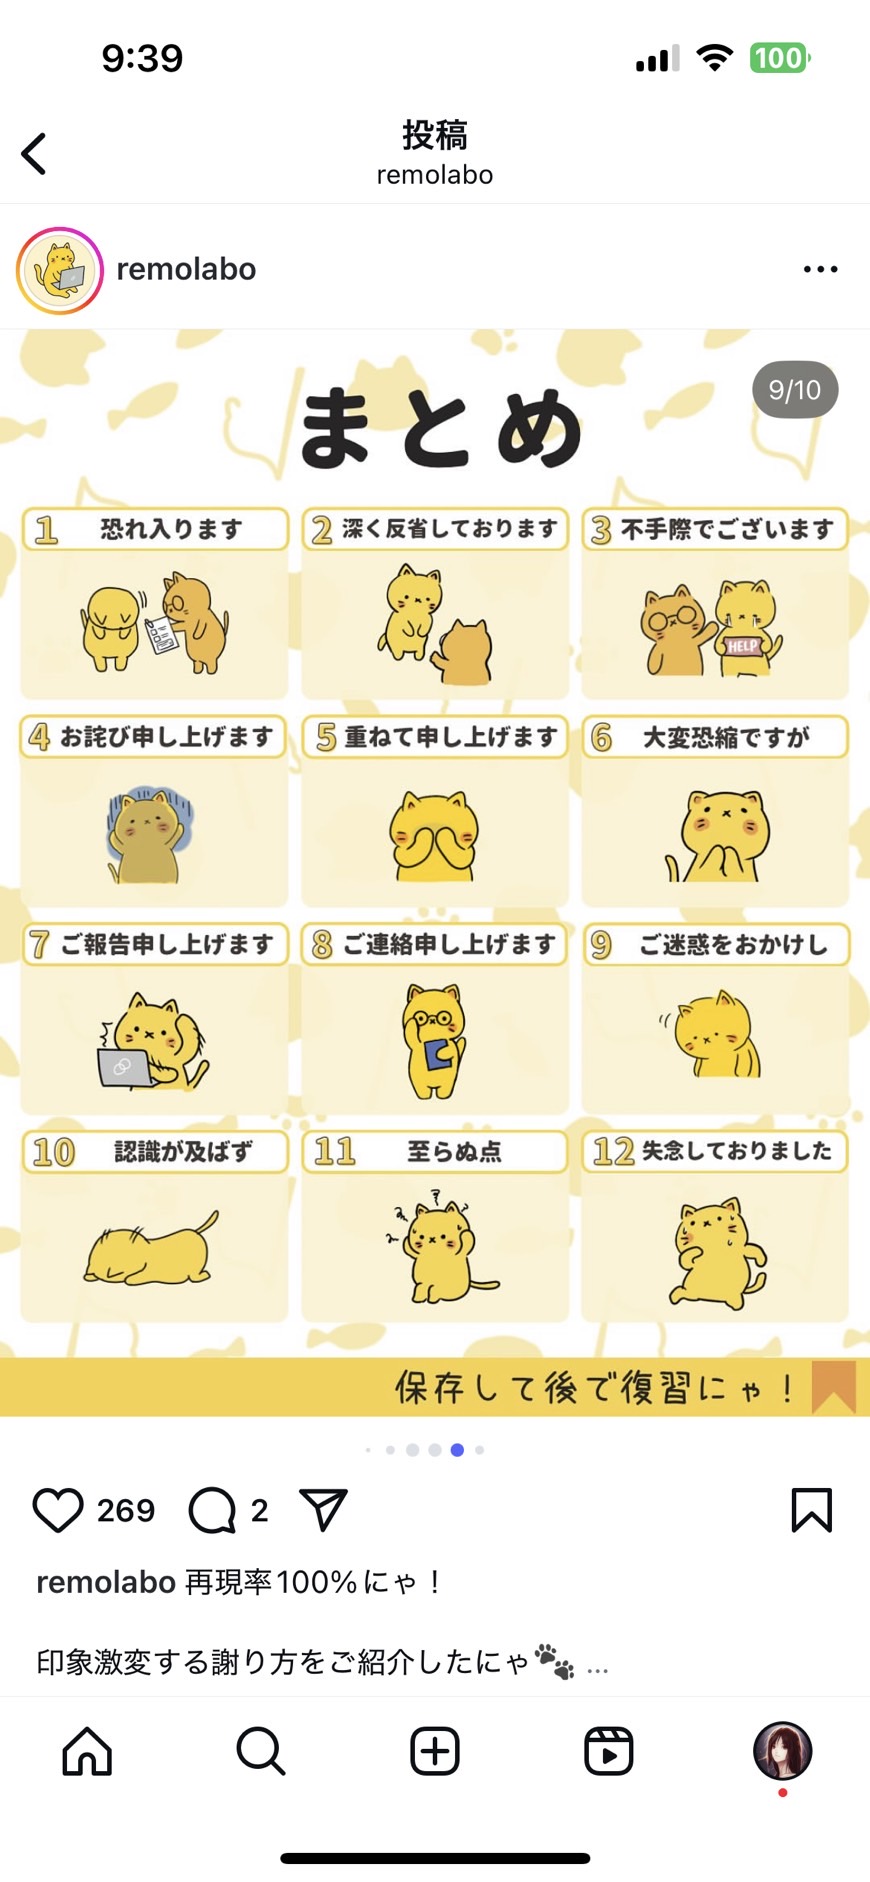 9:39
100
投稿
remolabo
remolabo
9/10
まとめ
1 恐れ入ります
2 深く反省しております
3 不手際でございます
HELP
4 お詫び申し上げます
5 重ねて申し上げます
6 大変恐縮ですが
7 ご報告申し上げます
8 ご連絡申し上げます
9 ご迷惑をおかけし
10 認識が及ばず
11 至らぬ点
12 失念しておりました
保存して後で復習にゃ！
269
2
remolabo 再現率100%にゃ！
印象激変する謝り方をご紹介したにゃ🐾 ...